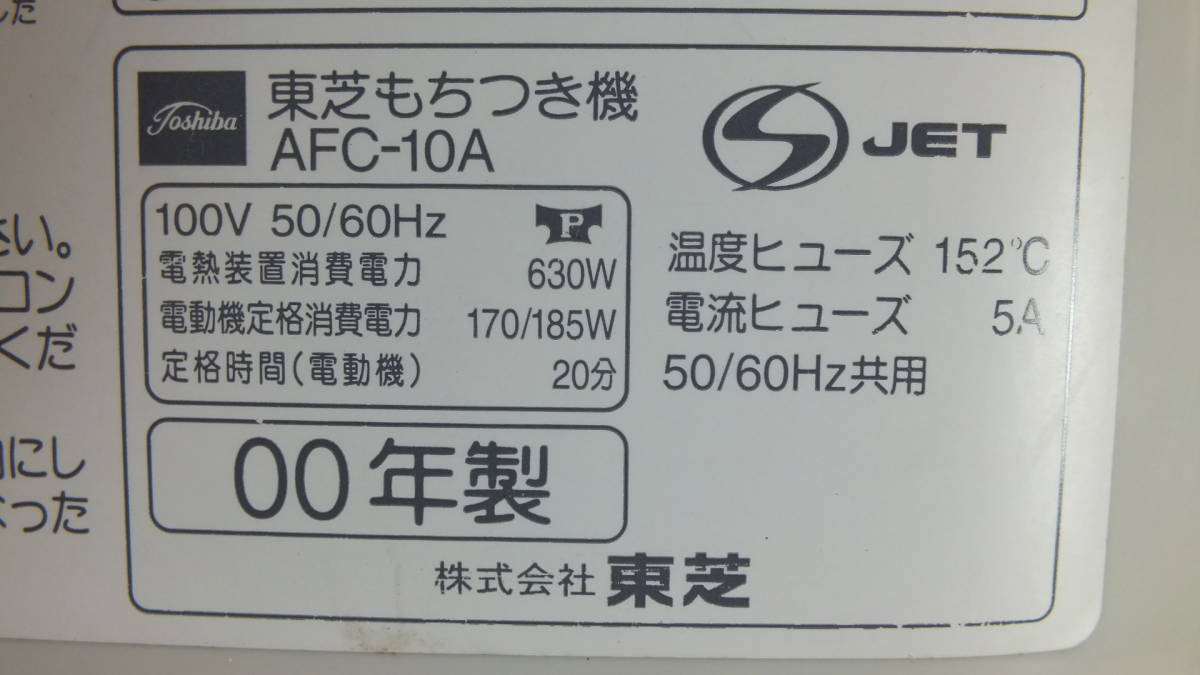 した
さい。
コン
くだ
にし
なった
Toshiba
東芝もちつき機
AFC-10A
S JET
100V 50/60Hz P
電熱装置消費電力 630W
電動機定格消費電力 170/185W
定格時間(電動機) 20分
温度ヒューズ 152℃
電流ヒューズ 5A
50/60Hz共用
00年製
株式会社 東芝